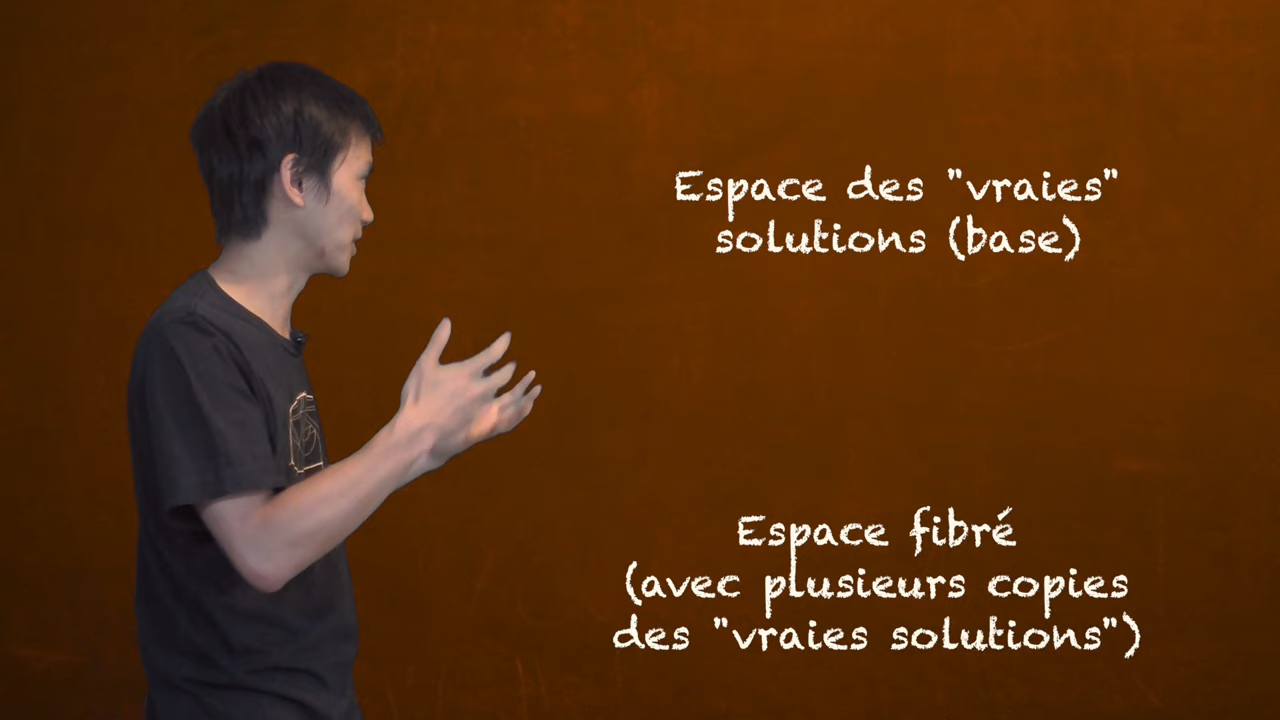 Espace des "vraies"
solutions (base)
Espace fibré
(avec plusieurs copies
des "vraies solutions")